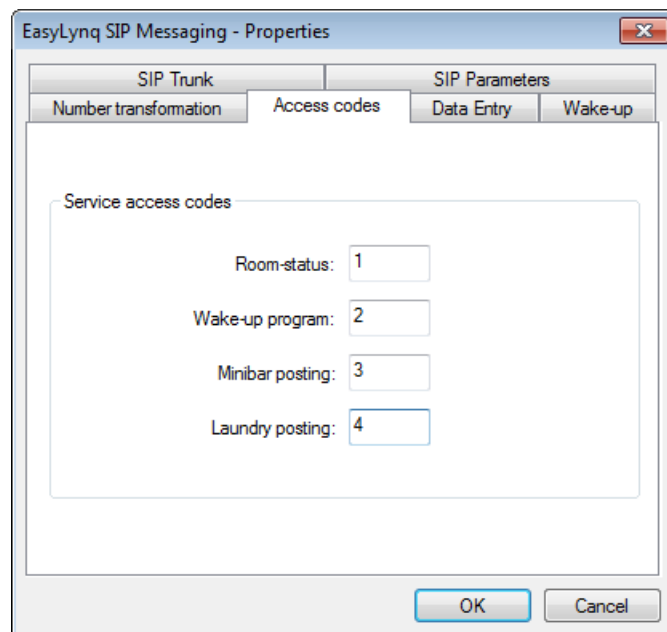 EasyLynq SIP Messaging - Properties
SIP Trunk SIP Parameters
Number transformation Access codes Data Entry Wake-up
Service access codes
Room-status: 1
Wake-up program: 2
Minibar posting: 3
Laundry posting: 4
OK Cancel